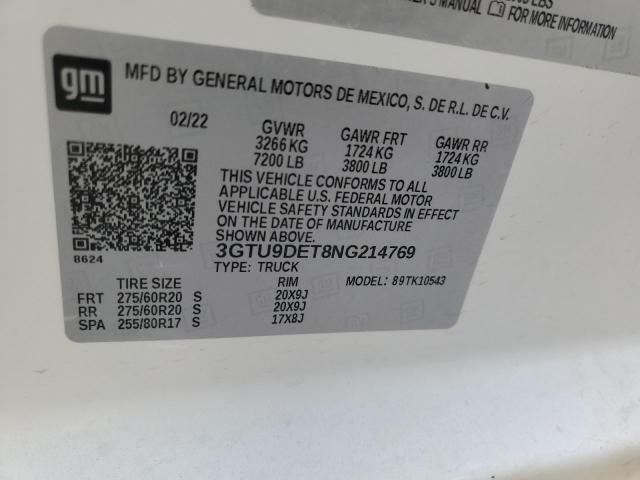 LBS
MANUAL FOR MORE INFORMATION
gm
MFD BY GENERAL MOTORS DE MEXICO, S. DE R.L. DE C.V.
02/22 GVWR GAWR FRT GAWR RR
3266 KG 1724 KG 1724 KG
7200 LB 3800 LB 3800 LB
THIS VEHICLE CONFORMS TO ALL
APPLICABLE U.S. FEDERAL MOTOR
VEHICLE SAFETY STANDARDS IN EFFECT
ON THE DATE OF MANUFACTURE
8624 3GTU9DET8NG214769
TYPE: TRUCK MODEL: 89TK10543
TIRE SIZE RIM
FRT 275/60R20 S 20X9J
RR 275/60R20 S 20X9J
SPA 255/80R17 S 17X8J